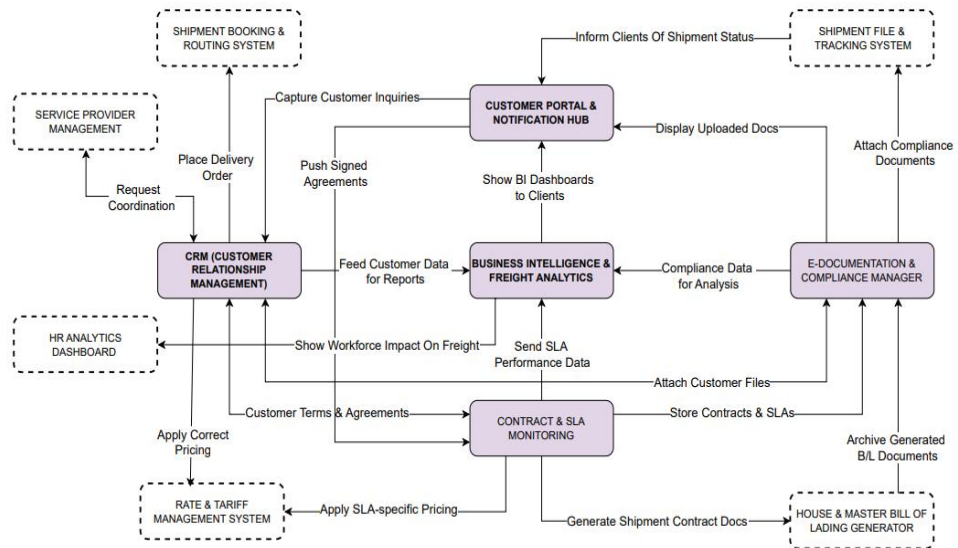 SHIPMENT BOOKING &
ROUTING SYSTEM
Inform Clients Of Shipment Status
SHIPMENT FILE &
TRACKING SYSTEM
Capture Customer Inquiries
CUSTOMER PORTAL &
NOTIFICATION HUB
SERVICE PROVIDER
MANAGEMENT
Display Uploaded Docs
Place Delivery
Order
Push Signed
Agreements
Attach Compliance
Documents
Show BI Dashboards
to Clients
Request
Coordination
CRM (CUSTOMER
RELATIONSHIP
MANAGEMENT)
Feed Customer Data
for Reports
BUSINESS INTELLIGENCE &
FREIGHT ANALYTICS
Compliance Data
for Analysis
E-DOCUMENTATION &
COMPLIANCE MANAGER
HR ANALYTICS
DASHBOARD
Show Workforce Impact On Freight
Send SLA
Performance Data
Attach Customer Files
Customer Terms & Agreements
CONTRACT & SLA
MONITORING
Store Contracts & SLAs
Apply Correct
Pricing
Archive Generated
B/L Documents
RATE & TARIFF
MANAGEMENT SYSTEM
Apply SLA-specific Pricing
Generate Shipment Contract Docs
HOUSE & MASTER BILL OF
LADING GENERATOR